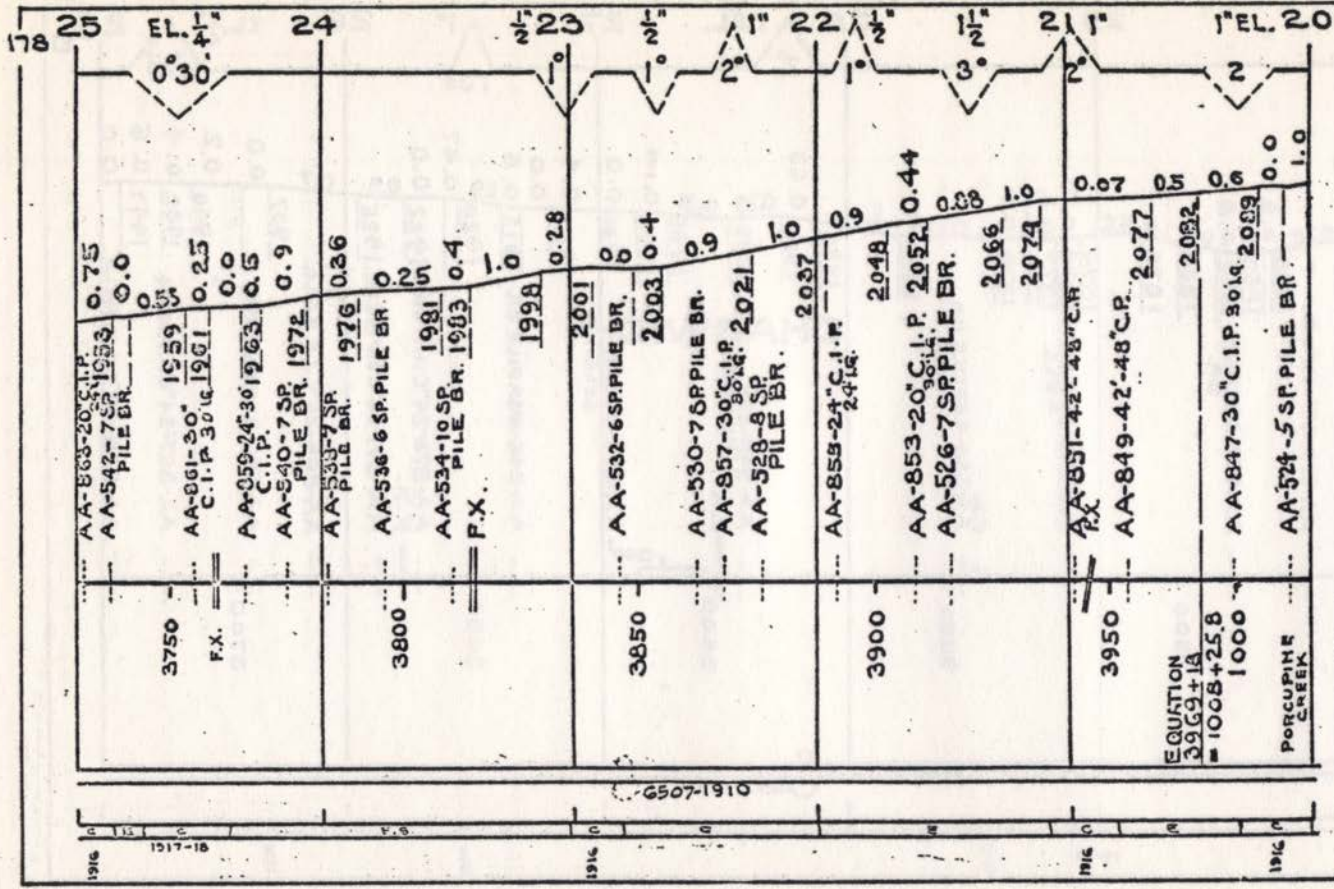 178
25 EL. 1/4" 24 1/2" 23 1/2" 1" 22 1/2" 1 1/2" 21 1" 1" EL. 20
0°30' 1° 1° 2° 1° 3° 2° 2
0.75
0.0
0.55
0.25
0.0
0.5
0.9
0.36
0.25
0.4
1.0
0.28
0.0
0.4
0.9
1.0
0.9
0.44
0.88
1.0
0.07
0.5
0.6
0.0
1.0
1953
1959
1961
1963
1972
1976
1981
1983
1998
2001
2003
2021
2037
2048
2052
2066
2074
2077
2082
2089
AA-863-20" C.I.P.
24'
AA-542-7 SP.
PILE BR.
AA-861-30"
C.I.P. 30' LG.
AA-859-24"-30'
C.I.P.
AA-540-7 SP.
PILE BR.
AA-538-7 SP.
PILE BR.
AA-536-6 SP. PILE BR.
AA-534-10 SP.
PILE BR.
F.X.
AA-532-6 SP. PILE BR.
AA-530-7 SP. PILE BR.
AA-857-30" C.I.P.
30' LG.
AA-528-8 SP.
PILE BR.
AA-855-24" C.I.P.
24' LG.
AA-853-20" C.I.P.
30' LG.
AA-526-7 SP. PILE BR.
AA-851-42'-48" C.P.
P.X.
AA-849-42'-48" C.P.
AA-847-30" C.I.P. 30' LG.
AA-524-5 SP. PILE BR.
3750
F.X.
3800
3850
3900
3950
EQUATION
3969+18
= 1008+25.8
1000
PORCUPINE
CREEK
6507-1910
1916
1917-18
1916
1916
1916